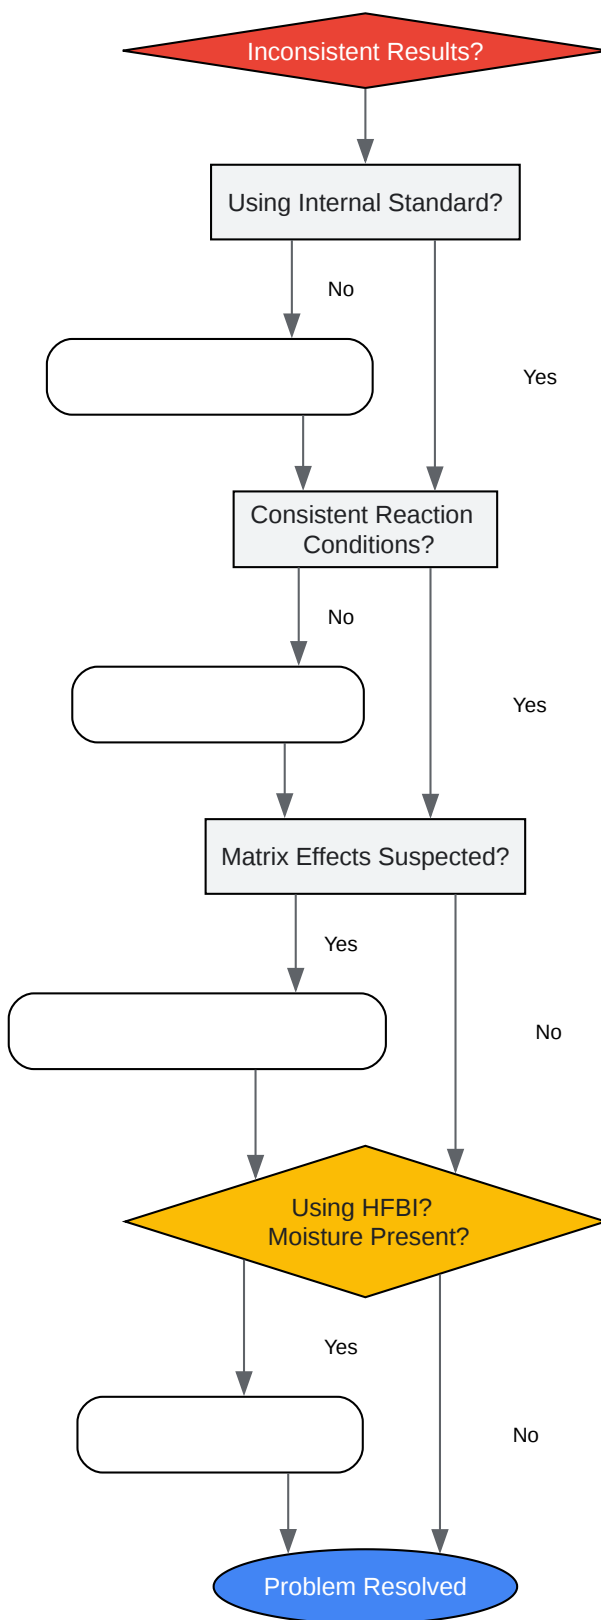 Inconsistent Results?
Using Internal Standard?
No
Yes
Consistent Reaction
Conditions?
No
Yes
Matrix Effects Suspected?
Yes
No
Using HFBI?
Moisture Present?
Yes
No
Problem Resolved